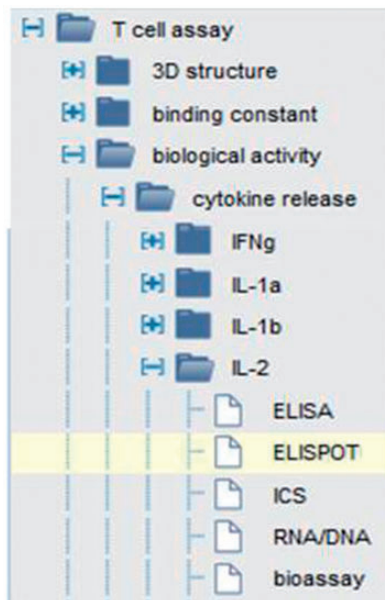 T cell assay
3D structure
binding constant
biological activity
cytokine release
IFNg
IL-1a
IL-1b
IL-2
ELISA
ELISPOT
ICS
RNA/DNA
bioassay